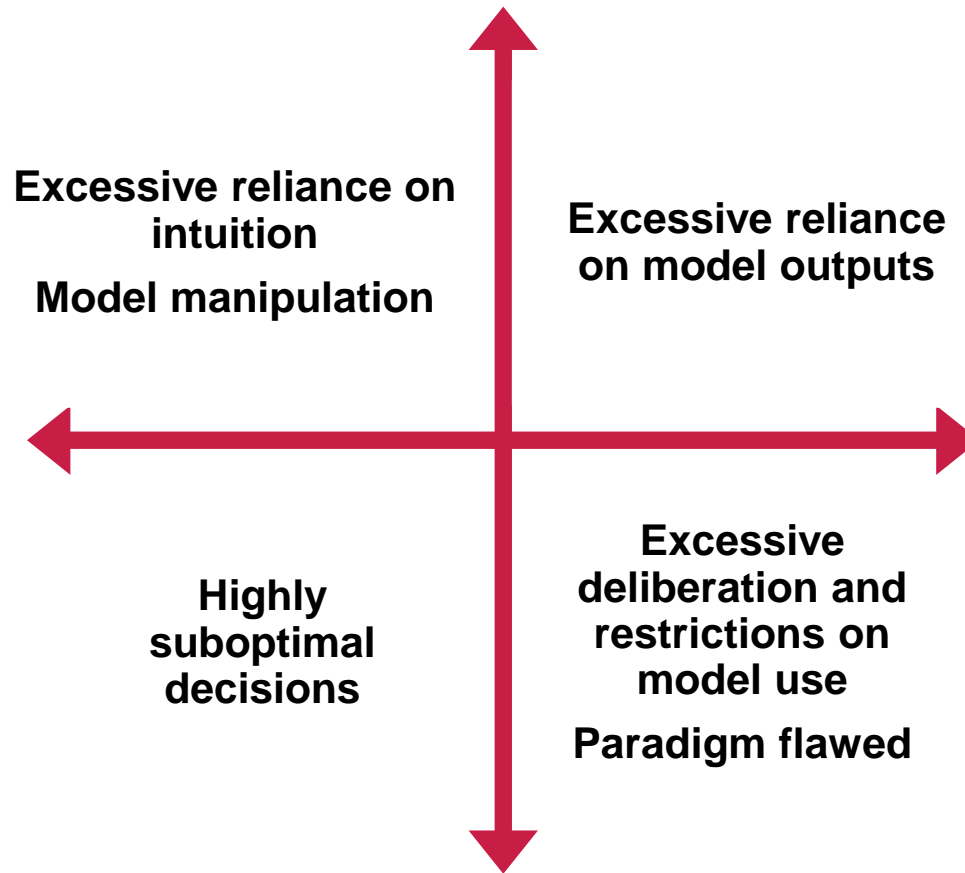 Excessive reliance on
intuition
Model manipulation
Excessive reliance
on model outputs
Highly
suboptimal
decisions
Excessive
deliberation and
restrictions on
model use
Paradigm flawed